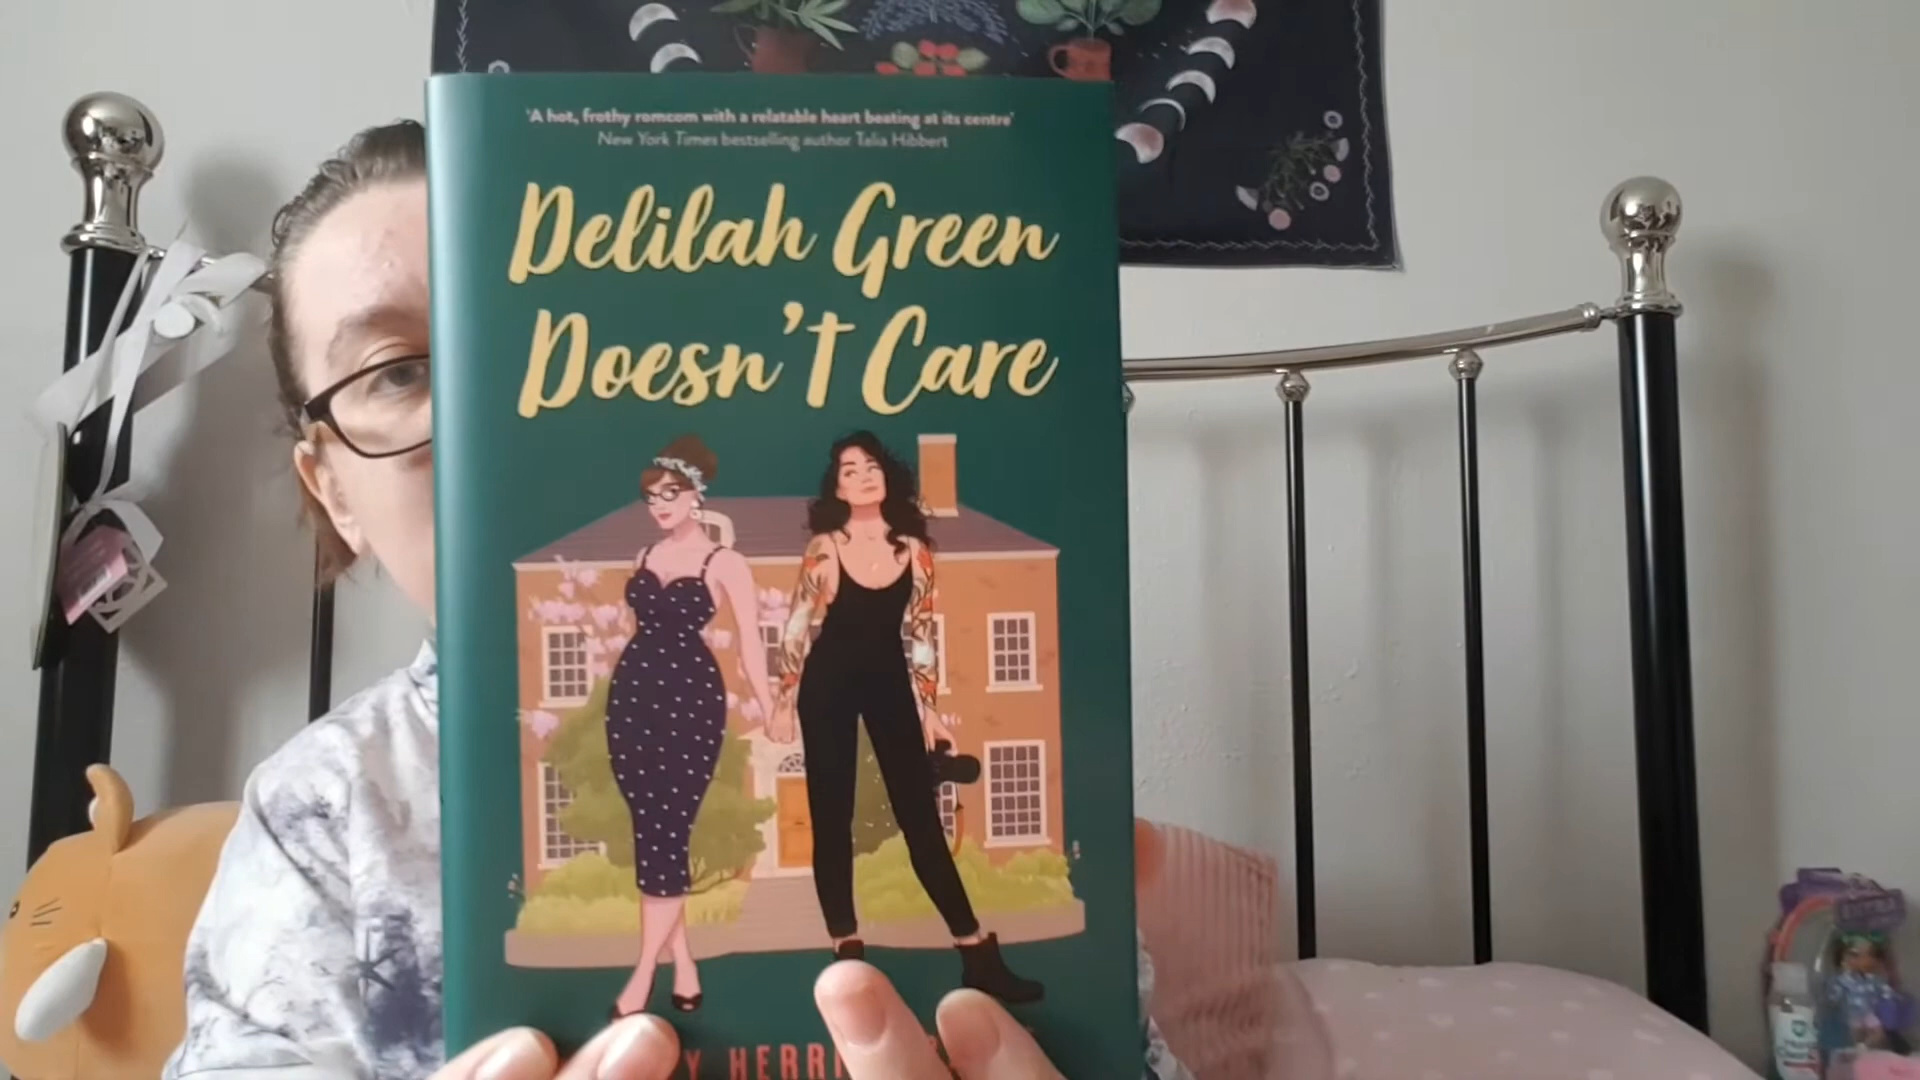 'A hot, frothy romcom with a relatable heart beating at its centre'
New York Times bestselling author Talia Hibbert
Delilah Green
Doesn't Care
Y HERRI